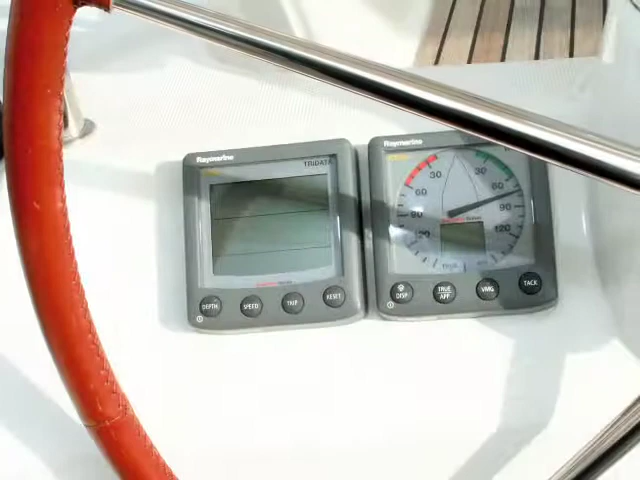 Raymarine
TRIDATA
DEPTH
SPEED
TRIP
RESET
Raymarine
30
30
60
60
90
90
120
120
DISP
TRUE
APP
VMG
TACK